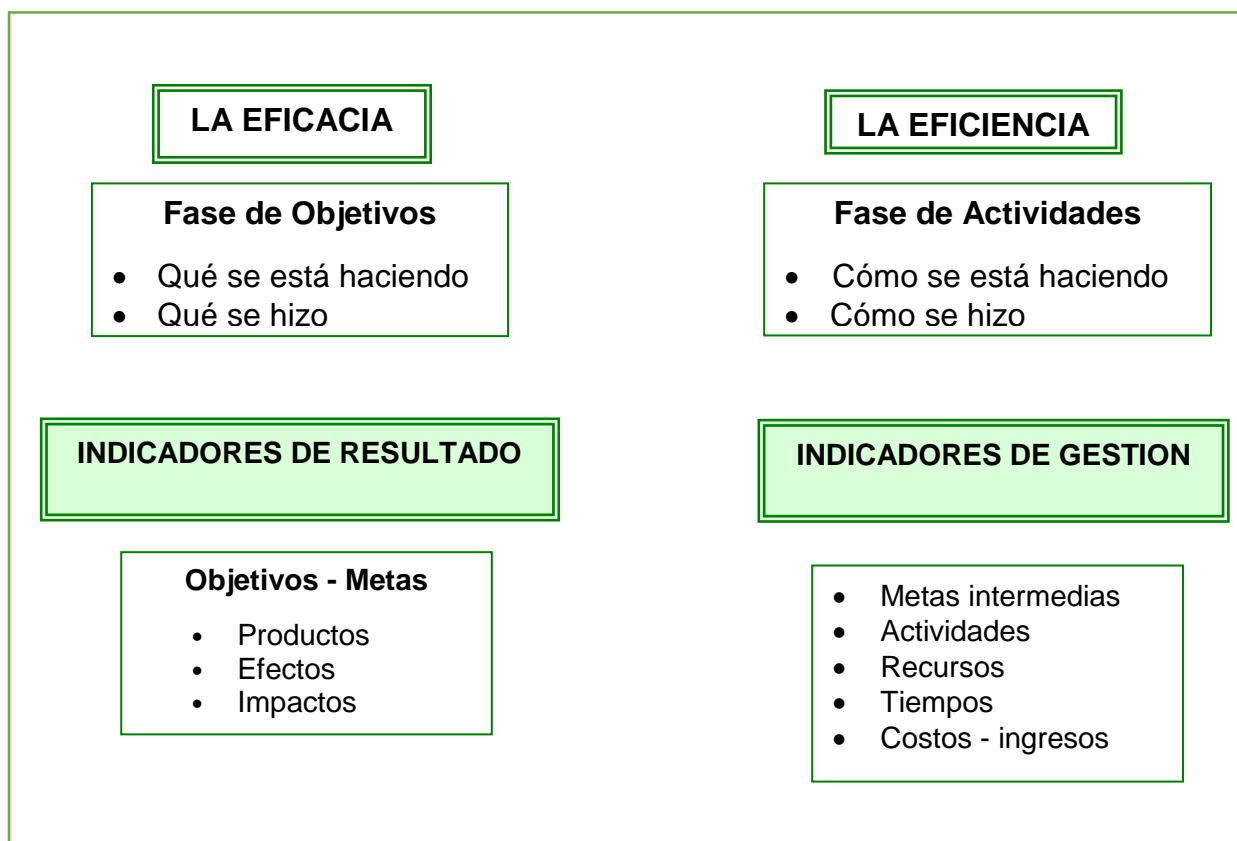 LA EFICACIA
Fase de Objetivos
• Qué se está haciendo
• Qué se hizo
INDICADORES DE RESULTADO
Objetivos - Metas
• Productos
• Efectos
• Impactos
LA EFICIENCIA
Fase de Actividades
• Cómo se está haciendo
• Cómo se hizo
INDICADORES DE GESTION
• Metas intermedias
• Actividades
• Recursos
• Tiempos
• Costos - ingresos